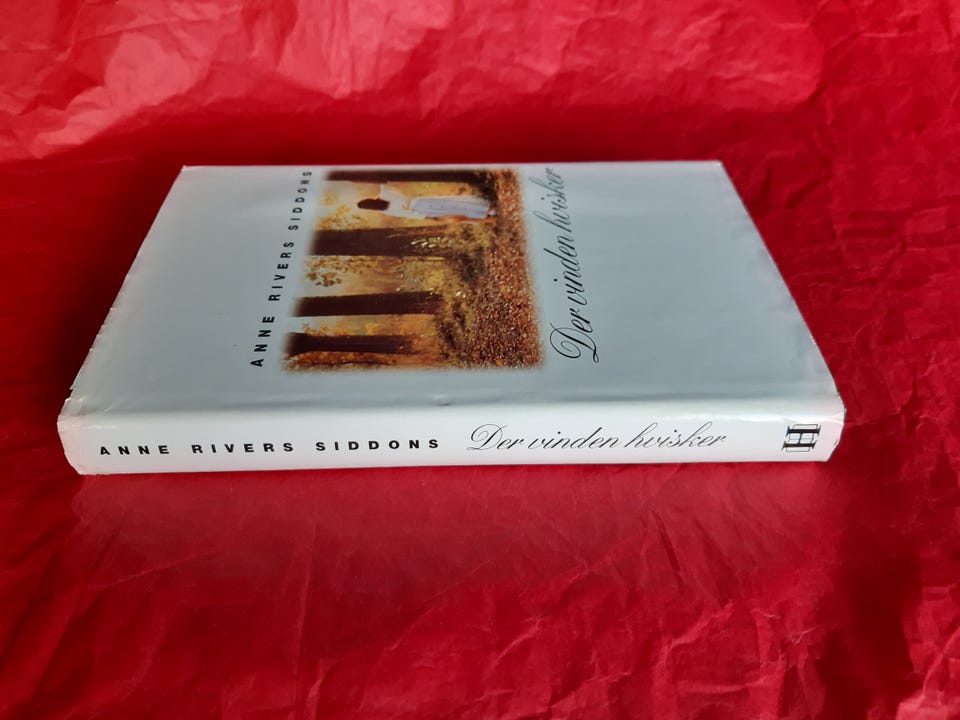 ANNE RIVERS SIDDONS
Der vinden hvisker
ANNE RIVERS SIDDONS Der vinden hvisker H